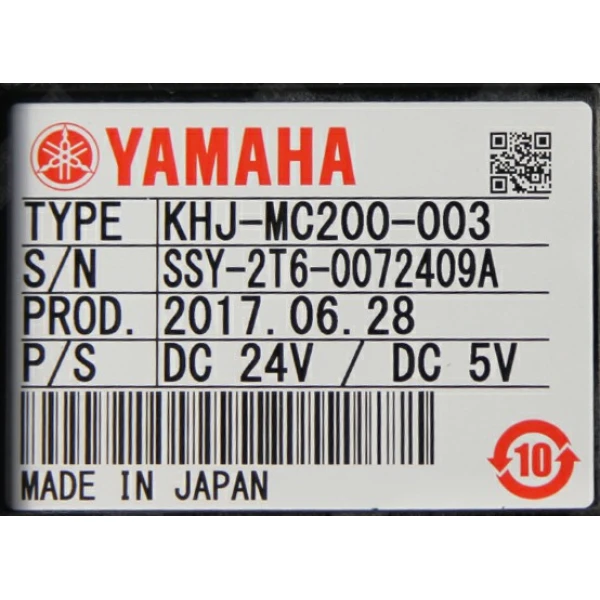 YAMAHA
TYPE KHJ-MC200-003
S/N SSY-2T6-0072409A
PROD. 2017.06.28
P/S DC 24V / DC 5V
10
MADE IN JAPAN